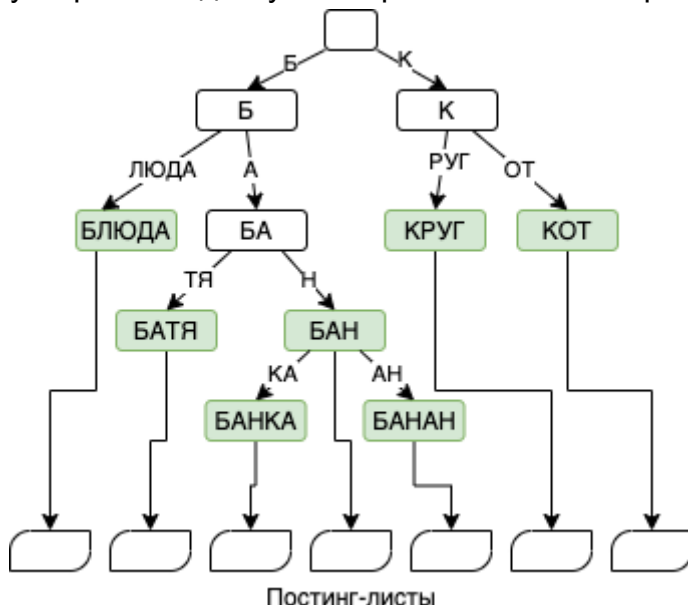 Б К
Б К
ЛЮДА А РУГ ОТ
БЛЮДА БА КРУГ КОТ
ТЯ Н
БАТЯ БАН
КА АН
БАНКА БАНАН
Постинг-листы